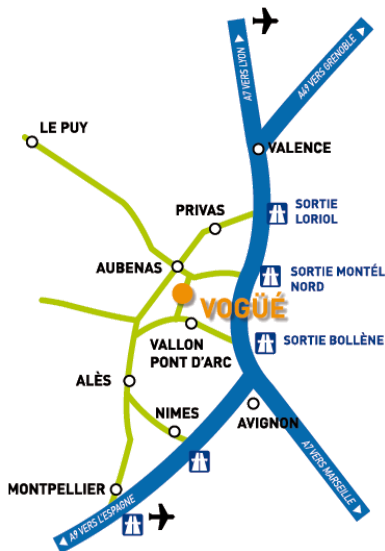 A7 VERS LYON
A49 VERS GRENOBLE
LE PUY
VALENCE
PRIVAS
SORTIE
LORIOL
AUBENAS
SORTIE MONTÉL
NORD
VOGÜÉ
VALLON
PONT D'ARC
SORTIE BOLLÈNE
ALÈS
NIMES
AVIGNON
MONTPELLIER
A9 VERS L'ESPAGNE
A7 VERS MARSEILLE